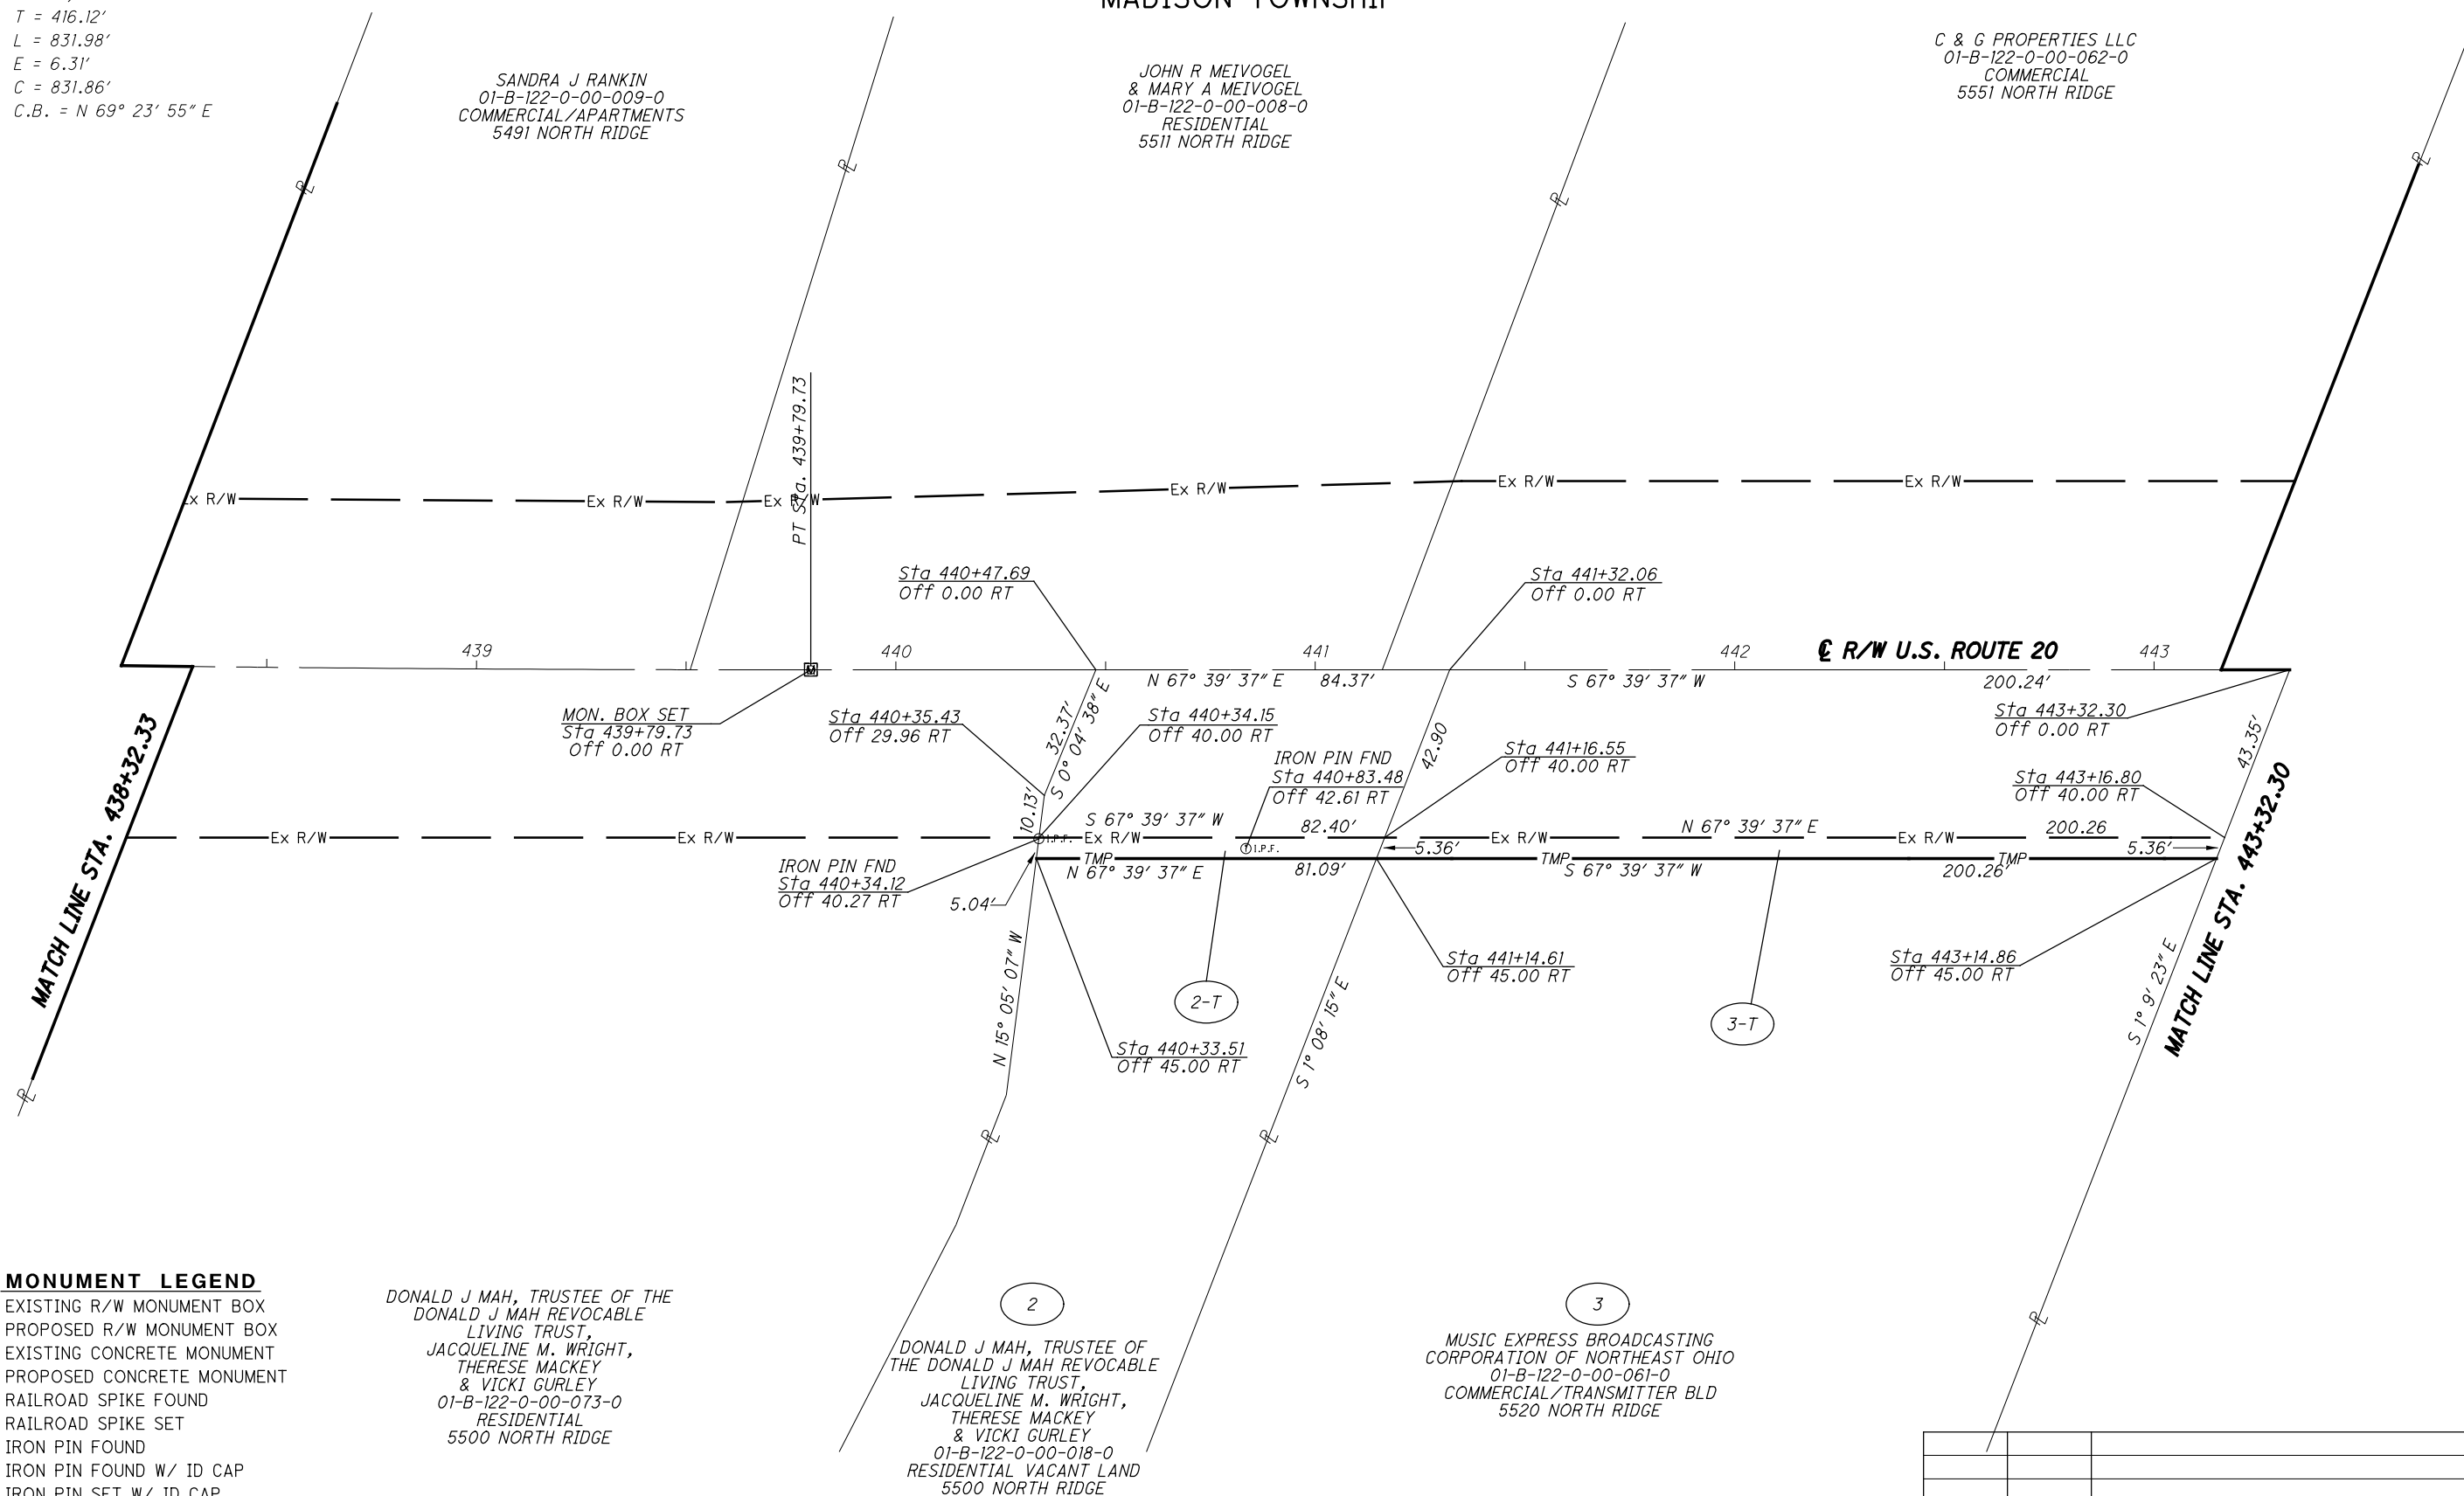 MADISON TOWNSHIP
T = 416.12'
L = 831.98'
E = 6.31'
C = 831.86'
C.B. = N 69° 23' 55" E
SANDRA J RANKIN
01-B-122-0-00-009-0
COMMERCIAL/APARTMENTS
5491 NORTH RIDGE
JOHN R MEIVOGEL
& MARY A MEIVOGEL
01-B-122-0-00-008-0
RESIDENTIAL
5511 NORTH RIDGE
C & G PROPERTIES LLC
01-B-122-0-00-062-0
COMMERCIAL
5551 NORTH RIDGE
PL
PL
PL
PL
PT Sta. 439+79.73
Ex R/W
Ex R/W
Ex R/W
Ex R/W
Ex R/W
Ex R/W
Sta 440+47.69
Off 0.00 RT
Sta 441+32.06
Off 0.00 RT
439
440
441
442
℄ R/W U.S. ROUTE 20
443
M
N 67° 39' 37" E
84.37'
S 67° 39' 37" W
200.24'
MON. BOX SET
Sta 439+79.73
Off 0.00 RT
Sta 440+35.43
Off 29.96 RT
32.37'
S 0° 04' 38" E
Sta 440+34.15
Off 40.00 RT
IRON PIN FND
Sta 440+83.48
Off 42.61 RT
42.90
Sta 441+16.55
Off 40.00 RT
Sta 443+32.30
Off 0.00 RT
43.35'
Sta 443+16.80
Off 40.00 RT
MATCH LINE STA. 438+32.33
MATCH LINE STA. 443+32.30
10.13'
S 67° 39' 37" W
82.40'
N 67° 39' 37" E
200.26
Ex R/W
Ex R/W
I.P.F.
Ex R/W
Ex R/W
Ex R/W
I.P.F.
5.36'
5.36'
TMP
TMP
TMP
N 67° 39' 37" E
81.09'
S 67° 39' 37" W
200.26'
IRON PIN FND
Sta 440+34.12
Off 40.27 RT
5.04'
N 15° 05' 07" W
2-T
Sta 441+14.61
Off 45.00 RT
3-T
Sta 443+14.86
Off 45.00 RT
Sta 440+33.51
Off 45.00 RT
S 1° 08' 15" E
S 1° 9' 23" E
PL
PL
PL
PL
MONUMENT LEGEND
EXISTING R/W MONUMENT BOX
PROPOSED R/W MONUMENT BOX
EXISTING CONCRETE MONUMENT
PROPOSED CONCRETE MONUMENT
RAILROAD SPIKE FOUND
RAILROAD SPIKE SET
IRON PIN FOUND
IRON PIN FOUND W/ ID CAP
IRON PIN SET W/ ID CAP
DONALD J MAH, TRUSTEE OF THE
DONALD J MAH REVOCABLE
LIVING TRUST,
JACQUELINE M. WRIGHT,
THERESE MACKEY
& VICKI GURLEY
01-B-122-0-00-073-0
RESIDENTIAL
5500 NORTH RIDGE
2
DONALD J MAH, TRUSTEE OF
THE DONALD J MAH REVOCABLE
LIVING TRUST,
JACQUELINE M. WRIGHT,
THERESE MACKEY
& VICKI GURLEY
01-B-122-0-00-018-0
RESIDENTIAL VACANT LAND
5500 NORTH RIDGE
3
MUSIC EXPRESS BROADCASTING
CORPORATION OF NORTHEAST OHIO
01-B-122-0-00-061-0
COMMERCIAL/TRANSMITTER BLD
5520 NORTH RIDGE